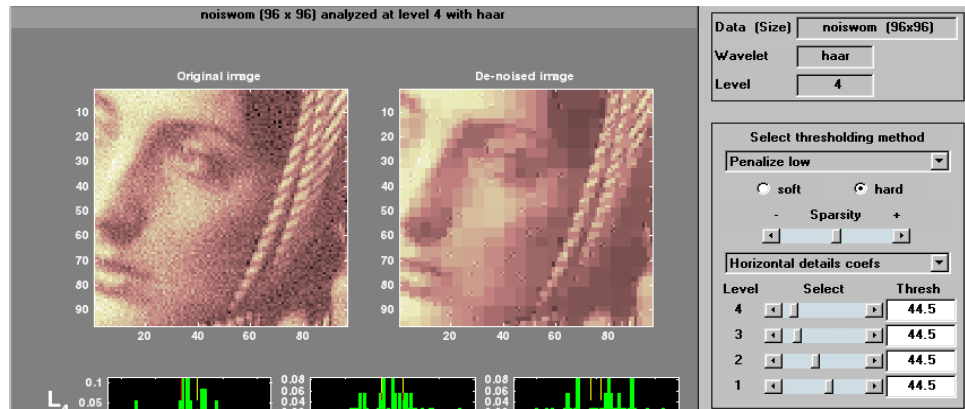 noiswom (96 x 96) analyzed at level 4 with haar
Original image
De-noised image
10
20
30
40
50
60
70
80
90
20 40 60 80
10
20
30
40
50
60
70
80
90
20 40 60 80
0.1
0.05
0.08
0.06
0.04
0.08
0.06
0.04
Data (Size) noiswom (96x96)
Wavelet haar
Level 4
Select thresholding method
Penalize low
soft hard
- Sparsity +
Horizontal details coefs
Level Select Thresh
4 44.5
3 44.5
2 44.5
1 44.5